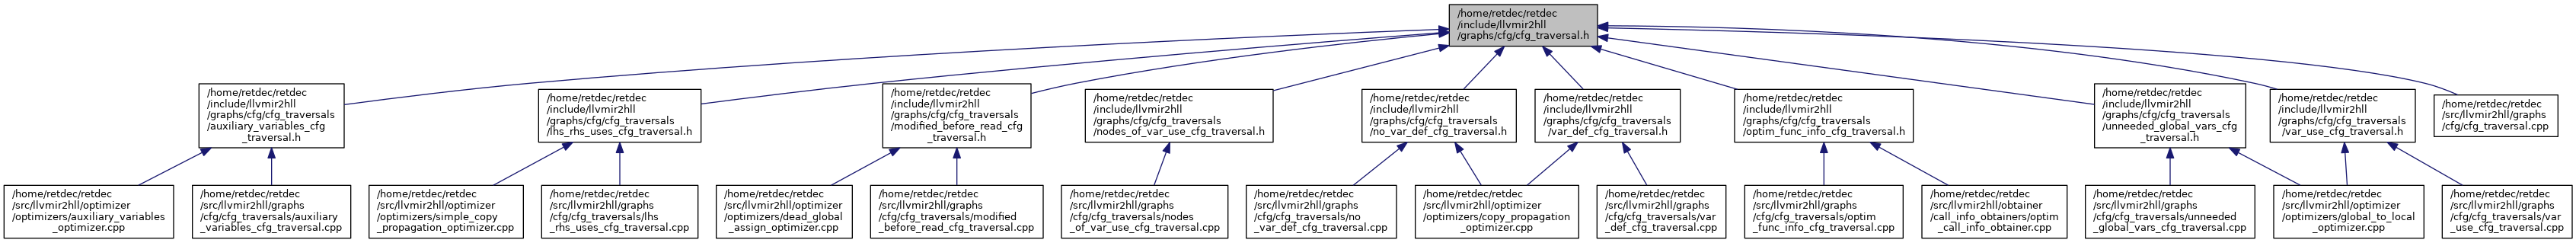 /home/retdec/retdec
/include/llvmir2hll
/graphs/cfg/cfg_traversal.h
/home/retdec/retdec
/include/llvmir2hll
/graphs/cfg/cfg_traversals
/auxiliary_variables_cfg
_traversal.h
/home/retdec/retdec
/include/llvmir2hll
/graphs/cfg/cfg_traversals
/lhs_rhs_uses_cfg_traversal.h
/home/retdec/retdec
/include/llvmir2hll
/graphs/cfg/cfg_traversals
/modified_before_read_cfg
_traversal.h
/home/retdec/retdec
/include/llvmir2hll
/graphs/cfg/cfg_traversals
/nodes_of_var_use_cfg_traversal.h
/home/retdec/retdec
/include/llvmir2hll
/graphs/cfg/cfg_traversals
/no_var_def_cfg_traversal.h
/home/retdec/retdec
/include/llvmir2hll
/graphs/cfg/cfg_traversals
/var_def_cfg_traversal.h
/home/retdec/retdec
/include/llvmir2hll
/graphs/cfg/cfg_traversals
/optim_func_info_cfg_traversal.h
/home/retdec/retdec
/include/llvmir2hll
/graphs/cfg/cfg_traversals
/unneeded_global_vars_cfg
_traversal.h
/home/retdec/retdec
/include/llvmir2hll
/graphs/cfg/cfg_traversals
/var_use_cfg_traversal.h
/home/retdec/retdec
/src/llvmir2hll/graphs
/cfg/cfg_traversal.cpp
/home/retdec/retdec
/src/llvmir2hll/optimizer
/optimizers/auxiliary_variables
_optimizer.cpp
/home/retdec/retdec
/src/llvmir2hll/graphs
/cfg/cfg_traversals/auxiliary
_variables_cfg_traversal.cpp
/home/retdec/retdec
/src/llvmir2hll/optimizer
/optimizers/simple_copy
_propagation_optimizer.cpp
/home/retdec/retdec
/src/llvmir2hll/graphs
/cfg/cfg_traversals/lhs
_rhs_uses_cfg_traversal.cpp
/home/retdec/retdec
/src/llvmir2hll/optimizer
/optimizers/dead_global
_assign_optimizer.cpp
/home/retdec/retdec
/src/llvmir2hll/graphs
/cfg/cfg_traversals/modified
_before_read_cfg_traversal.cpp
/home/retdec/retdec
/src/llvmir2hll/graphs
/cfg/cfg_traversals/nodes
_of_var_use_cfg_traversal.cpp
/home/retdec/retdec
/src/llvmir2hll/graphs
/cfg/cfg_traversals/no
_var_def_cfg_traversal.cpp
/home/retdec/retdec
/src/llvmir2hll/optimizer
/optimizers/copy_propagation
_optimizer.cpp
/home/retdec/retdec
/src/llvmir2hll/graphs
/cfg/cfg_traversals/var
_def_cfg_traversal.cpp
/home/retdec/retdec
/src/llvmir2hll/graphs
/cfg/cfg_traversals/optim
_func_info_cfg_traversal.cpp
/home/retdec/retdec
/src/llvmir2hll/obtainer
/call_info_obtainers/optim
_call_info_obtainer.cpp
/home/retdec/retdec
/src/llvmir2hll/graphs
/cfg/cfg_traversals/unneeded
_global_vars_cfg_traversal.cpp
/home/retdec/retdec
/src/llvmir2hll/optimizer
/optimizers/global_to_local
_optimizer.cpp
/home/retdec/retdec
/src/llvmir2hll/graphs
/cfg/cfg_traversals/var
_use_cfg_traversal.cpp